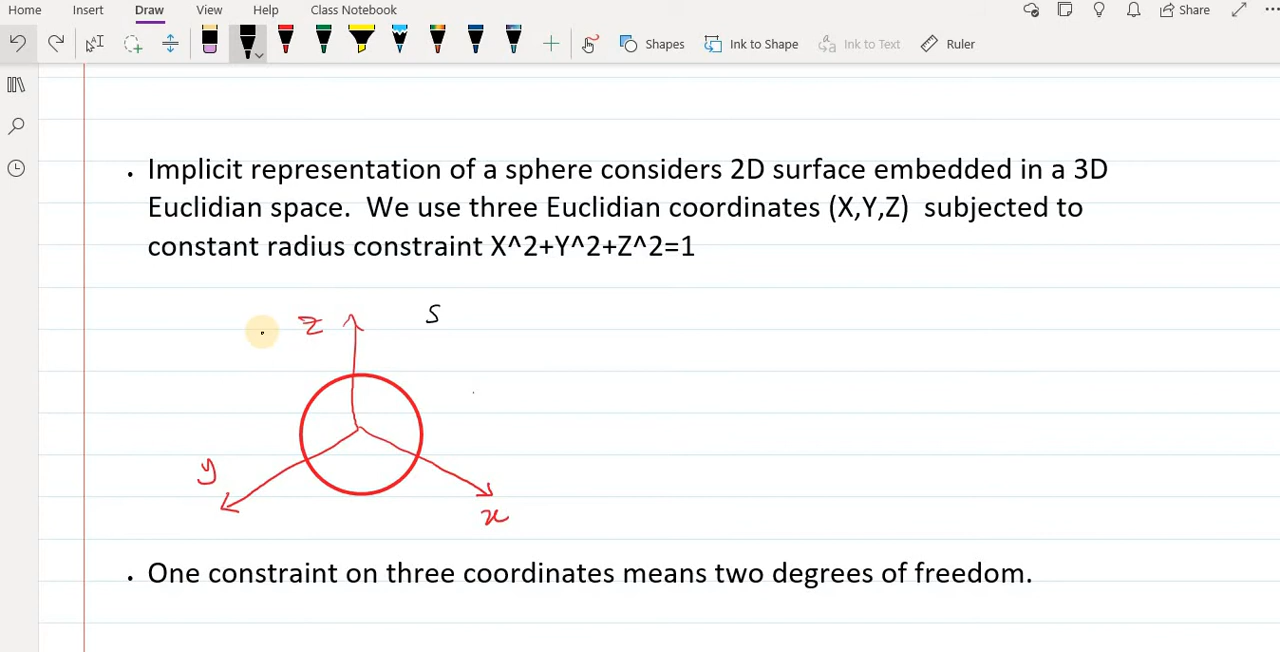 Home Insert Draw View Help Class Notebook Share
Shapes Ink to Shape Ink to Text Ruler
. Implicit representation of a sphere considers 2D surface embedded in a 3D
Euclidian space. We use three Euclidian coordinates (X,Y,Z) subjected to
constant radius constraint X^2+Y^2+Z^2=1
S
z
y
x
. One constraint on three coordinates means two degrees of freedom.